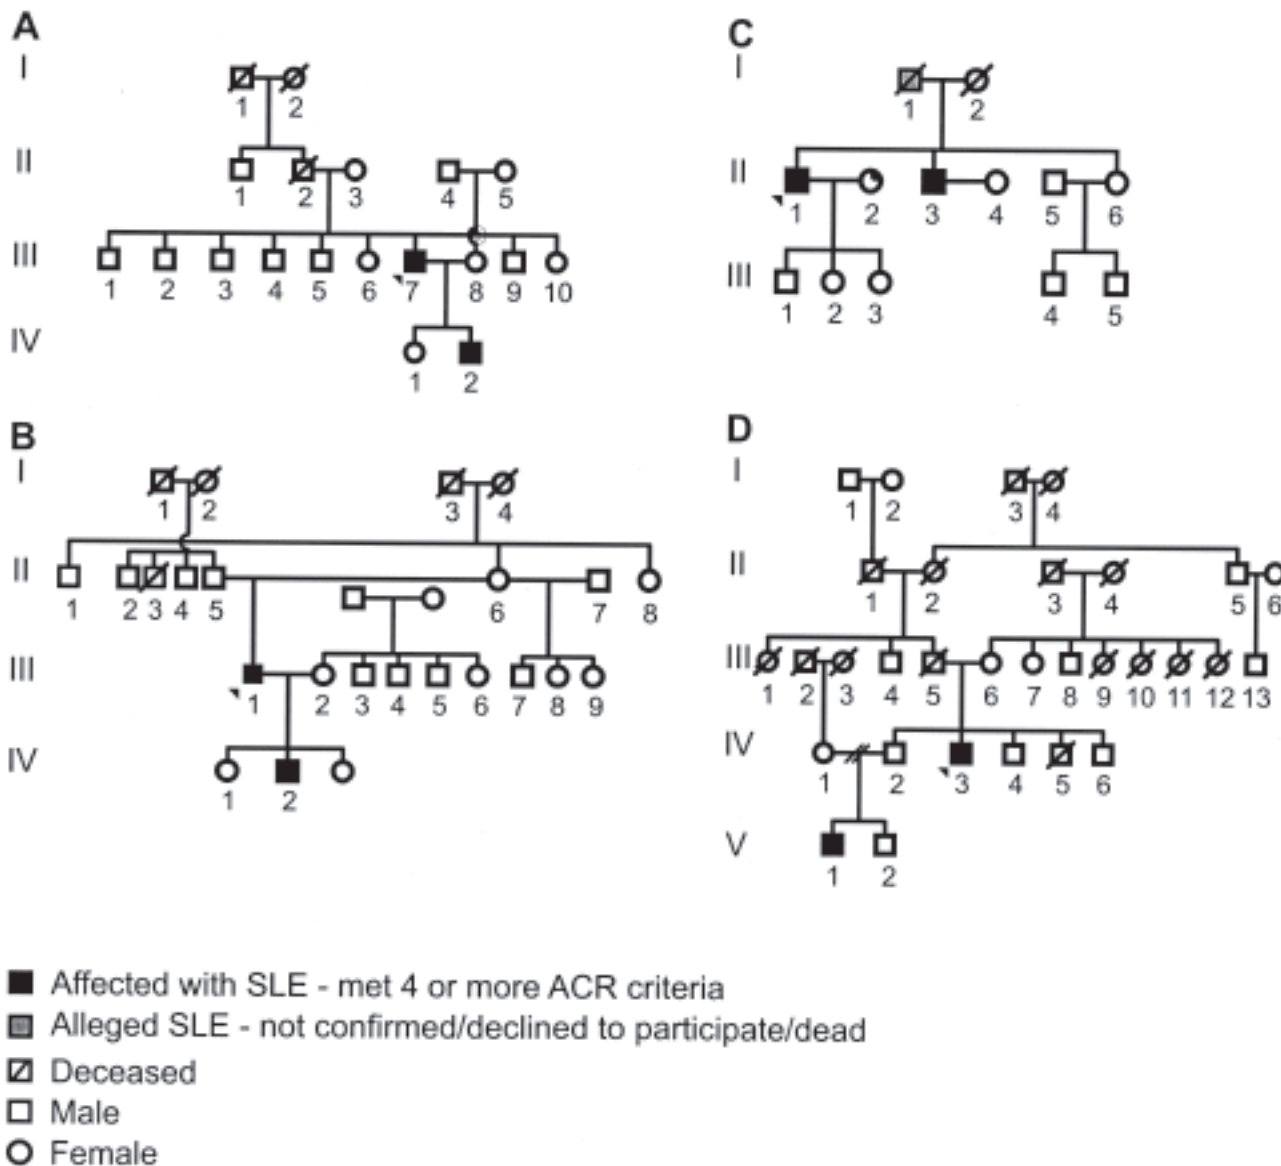 A
I
1 2
II
1 2 3 4 5
III
1 2 3 4 5 6 7 8 9 10
IV
1 2
B
I
1 2 3 4
II
1 2 3 4 5 6 7 8
III
1 2 3 4 5 6 7 8 9
IV
1 2
C
I
1 2
II
1 2 3 4 5 6
III
1 2 3 4 5
D
I
1 2 3 4
II
1 2 3 4 5 6
III
1 2 3 4 5 6 7 8 9 10 11 12 13
IV
1 2 3 4 5 6
V
1 2
Affected with SLE - met 4 or more ACR criteria
Alleged SLE - not confirmed/declined to participate/dead
Deceased
Male
Female